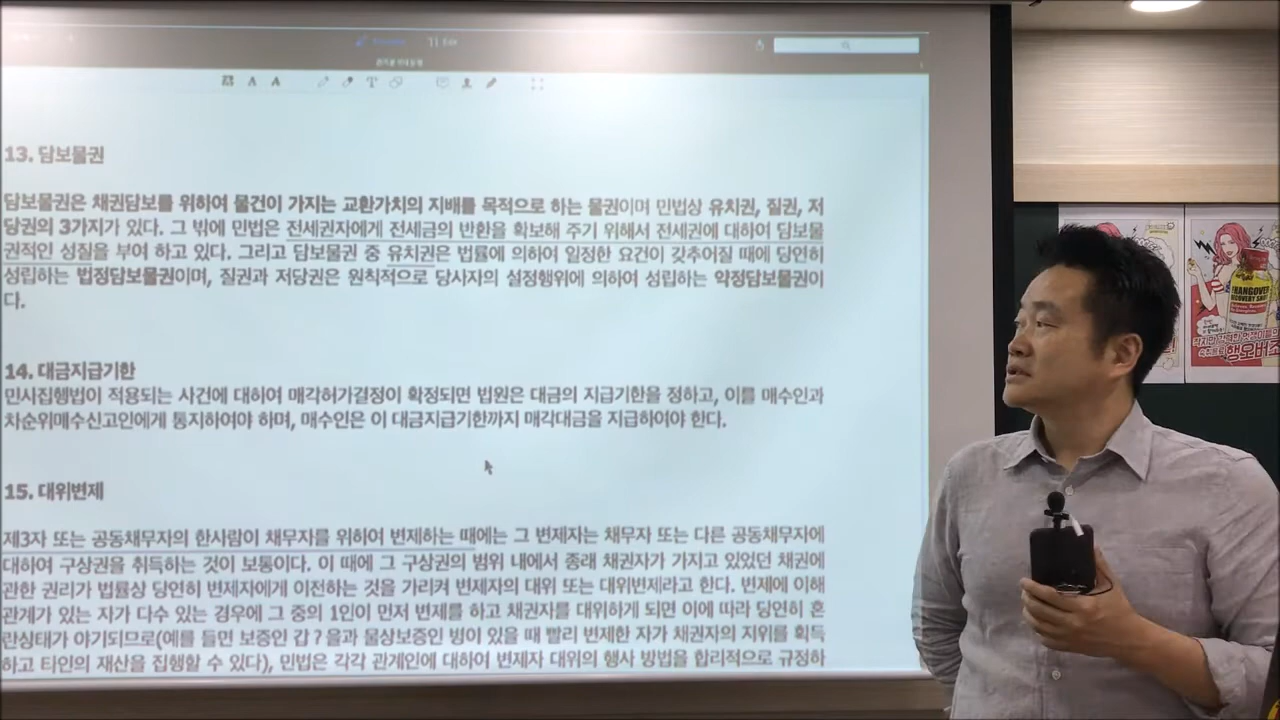 13. 담보물권
담보물권은 채권담보를 위하여 물건이 가지는 교환가치의 지배를 목적으로 하는 물권이며 민법상 유치권, 질권, 저
당권의 3가지가 있다. 그 밖에 민법은 전세권자에게 전세금의 반환을 확보해 주기 위해서 전세권에 대하여 담보물
권적인 성질을 부여 하고 있다. 그리고 담보물권 중 유치권은 법률에 의하여 일정한 요건이 갖추어질 때에 당연히
성립하는 법정담보물권이며, 질권과 저당권은 원칙적으로 당사자의 설정행위에 의하여 성립하는 약정담보물권이
다.
14. 대금지급기한
민사집행법이 적용되는 사건에 대하여 매각허가결정이 확정되면 법원은 대금의 지급기한을 정하고, 이를 매수인과
차순위매수신고인에게 통지하여야 하며, 매수인은 이 대금지급기한까지 매각대금을 지급하여야 한다.
15. 대위변제
제3자 또는 공동채무자의 한사람이 채무자를 위하여 변제하는 때에는 그 변제자는 채무자 또는 다른 공동채무자에
대하여 구상권을 취득하는 것이 보통이다. 이 때에 그 구상권의 범위 내에서 종래 채권자가 가지고 있었던 채권에
관한 권리가 법률상 당연히 변제자에게 이전하는 것을 가리켜 변제자의 대위 또는 대위변제라고 한다. 변제에 이해
관계가 있는 자가 다수 있는 경우에 그 중의 1인이 먼저 변제를 하고 채권자를 대위하게 되면 이에 따라 당연히 혼
란상태가 야기되므로(예를 들면 보증인 갑?을과 물상보증인 병이 있을 때 빨리 변제한 자가 채권자의 지위를 획득
하고 타인의 재산을 집행할 수 있다), 민법은 각각 관계인에 대하여 변제자 대위의 행사 방법을 합리적으로 규정하
HANGOVER
RECOVERY SHOT
행오버